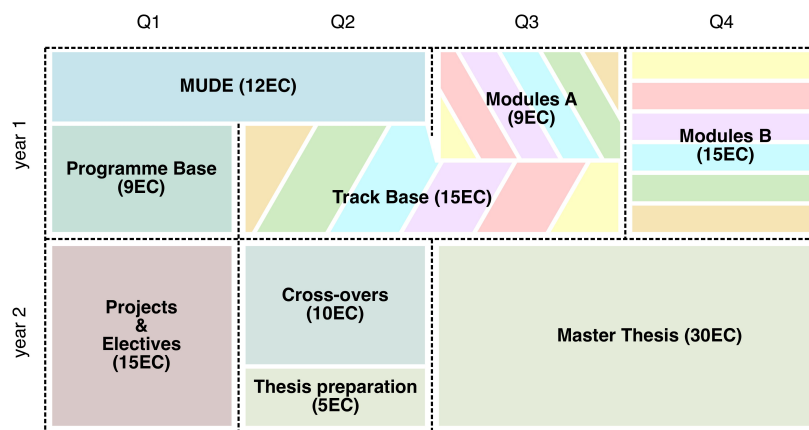 Q1 Q2 Q3 Q4
year 1
MUDE (12EC)
Modules A
(9EC)
Modules B
(15EC)
Programme Base
(9EC)
Track Base (15EC)
year 2
Projects
&
Electives
(15EC)
Cross-overs
(10EC)
Thesis preparation
(5EC)
Master Thesis (30EC)